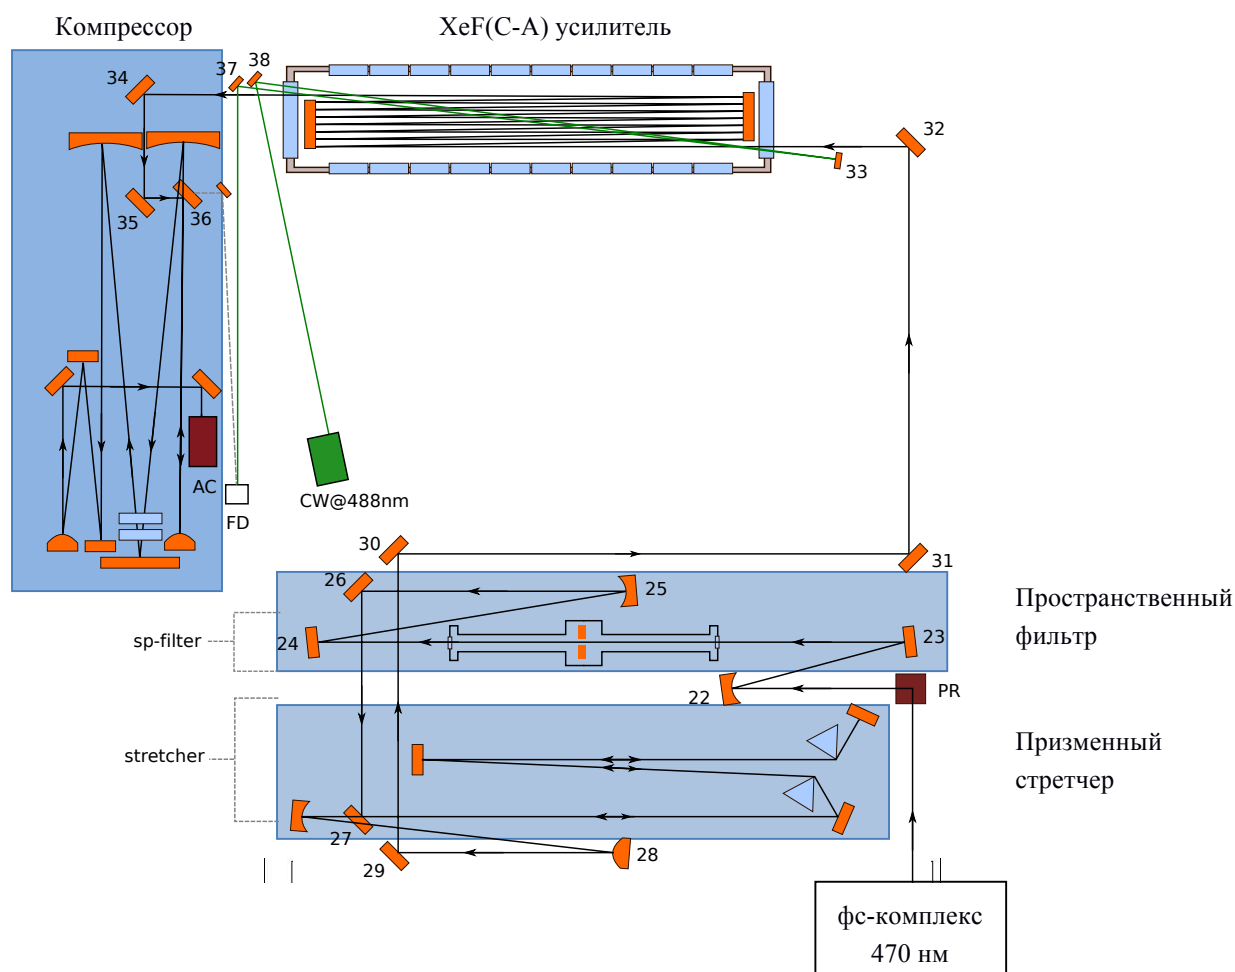 Компрессор
XeF(C-A) усилитель
34
37
38
32
33
35
36
AC
FD
CW@488nm
30
31
26
25
Пространственный
фильтр
sp-filter
24
23
22
PR
stretcher
Призменный
стретчер
27
28
29
фс-комплекс
470 нм